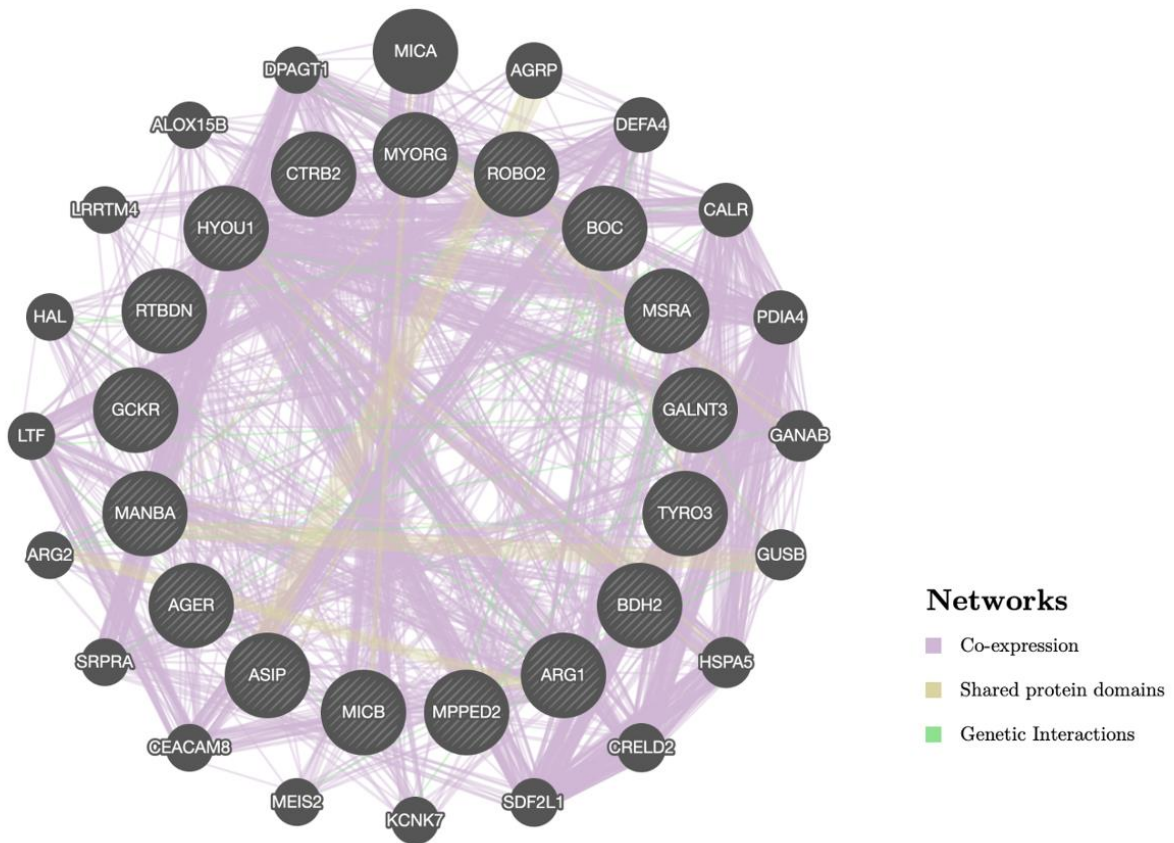 MICA
DPAGT1
AGRP
ALOX15B
DEFA4
MYORG
CTRB2
ROBO2
LRRTM4
CALR
HYOU1
BOC
HAL
RTBDN
MSRA
PDIA4
GCKR
GALNT3
LTF
GANAB
MANBA
TYRO3
ARG2
GUSB
AGER
BDH2
SRPRA
HSPA5
ASIP
ARG1
MICB
MPPED2
CEACAM8
CRELD2
MEIS2
SDF2L1
KCNK7
Networks
Co-expression
Shared protein domains
Genetic Interactions